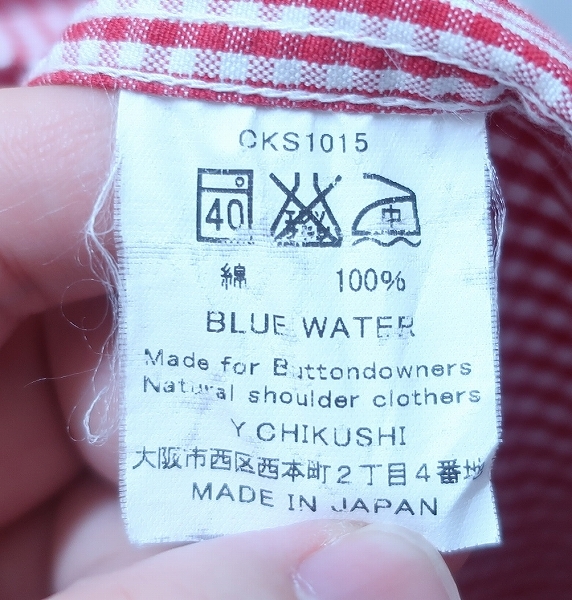 CKS1015
40 中
綿 100%
BLUE WATER
Made for Buttondowners
Natural shoulder clothers
Y CHIKUSHI
大阪市西区西本町2丁目4番地
MADE IN JAPAN